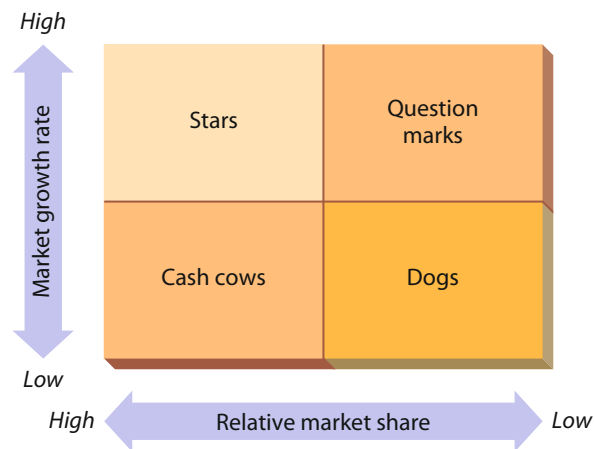 High
Market growth rate
Stars
Question
marks
Cash cows
Dogs
Low
High
Relative market share
Low